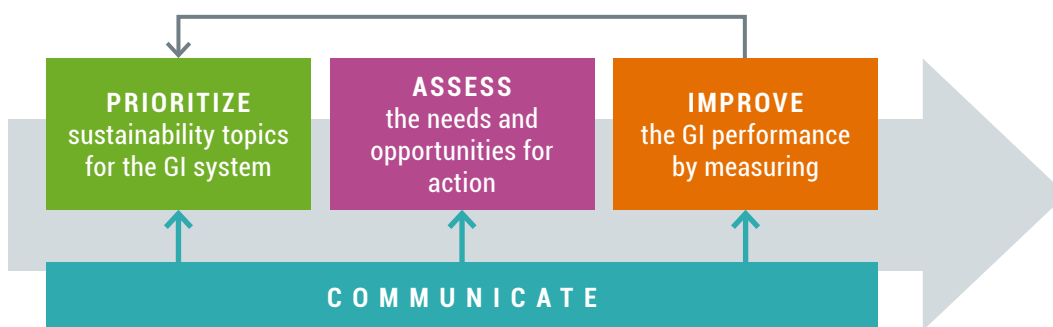 PRIORITIZE
sustainability topics
for the GI system
ASSESS
the needs and
opportunities for
action
IMPROVE
the GI performance
by measuring
COMMUNICATE